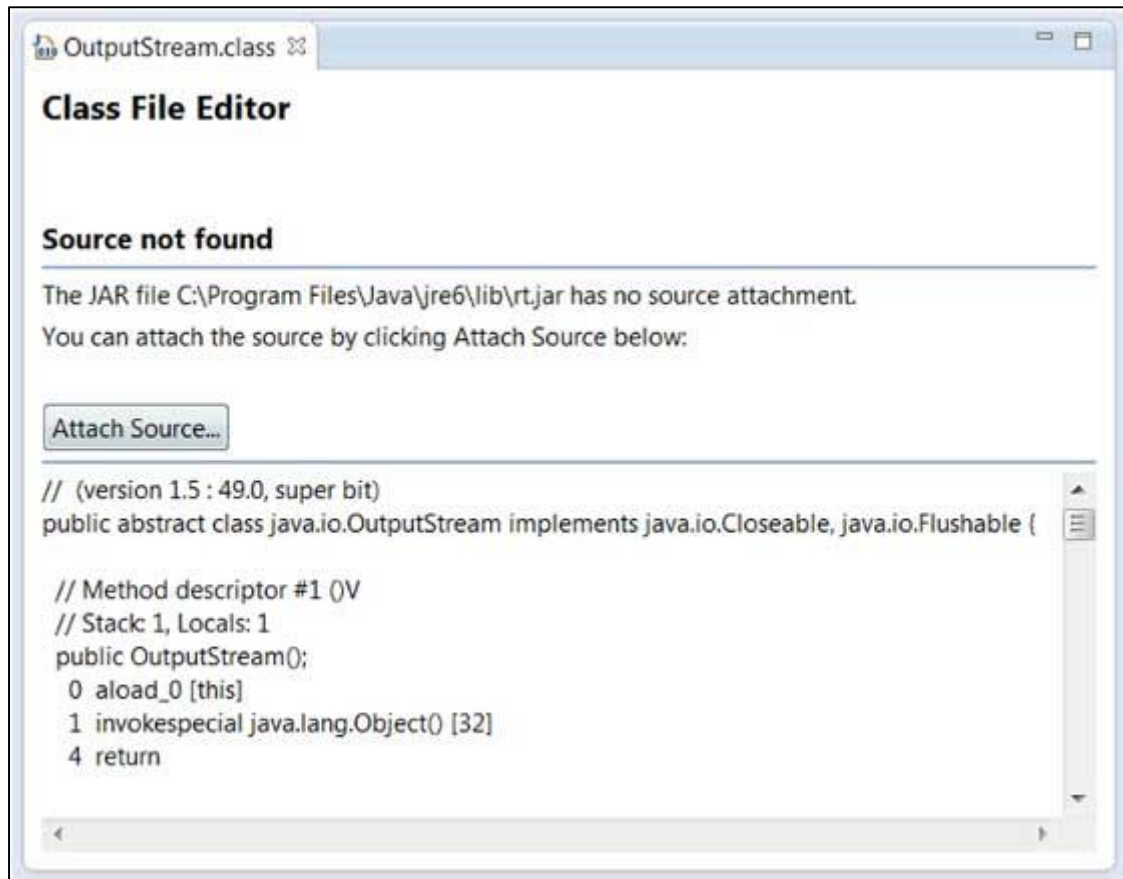 OutputStream.class
Class File Editor
Source not found
The JAR file C:\Program Files\Java\jre6\lib\rt.jar has no source attachment.
You can attach the source by clicking Attach Source below:
Attach Source...
// (version 1.5 : 49.0, super bit)
public abstract class java.io.OutputStream implements java.io.Closeable, java.io.Flushable {
// Method descriptor #1 ()V
// Stack: 1, Locals: 1
public OutputStream();
0 aload_0 [this]
1 invokespecial java.lang.Object() [32]
4 return